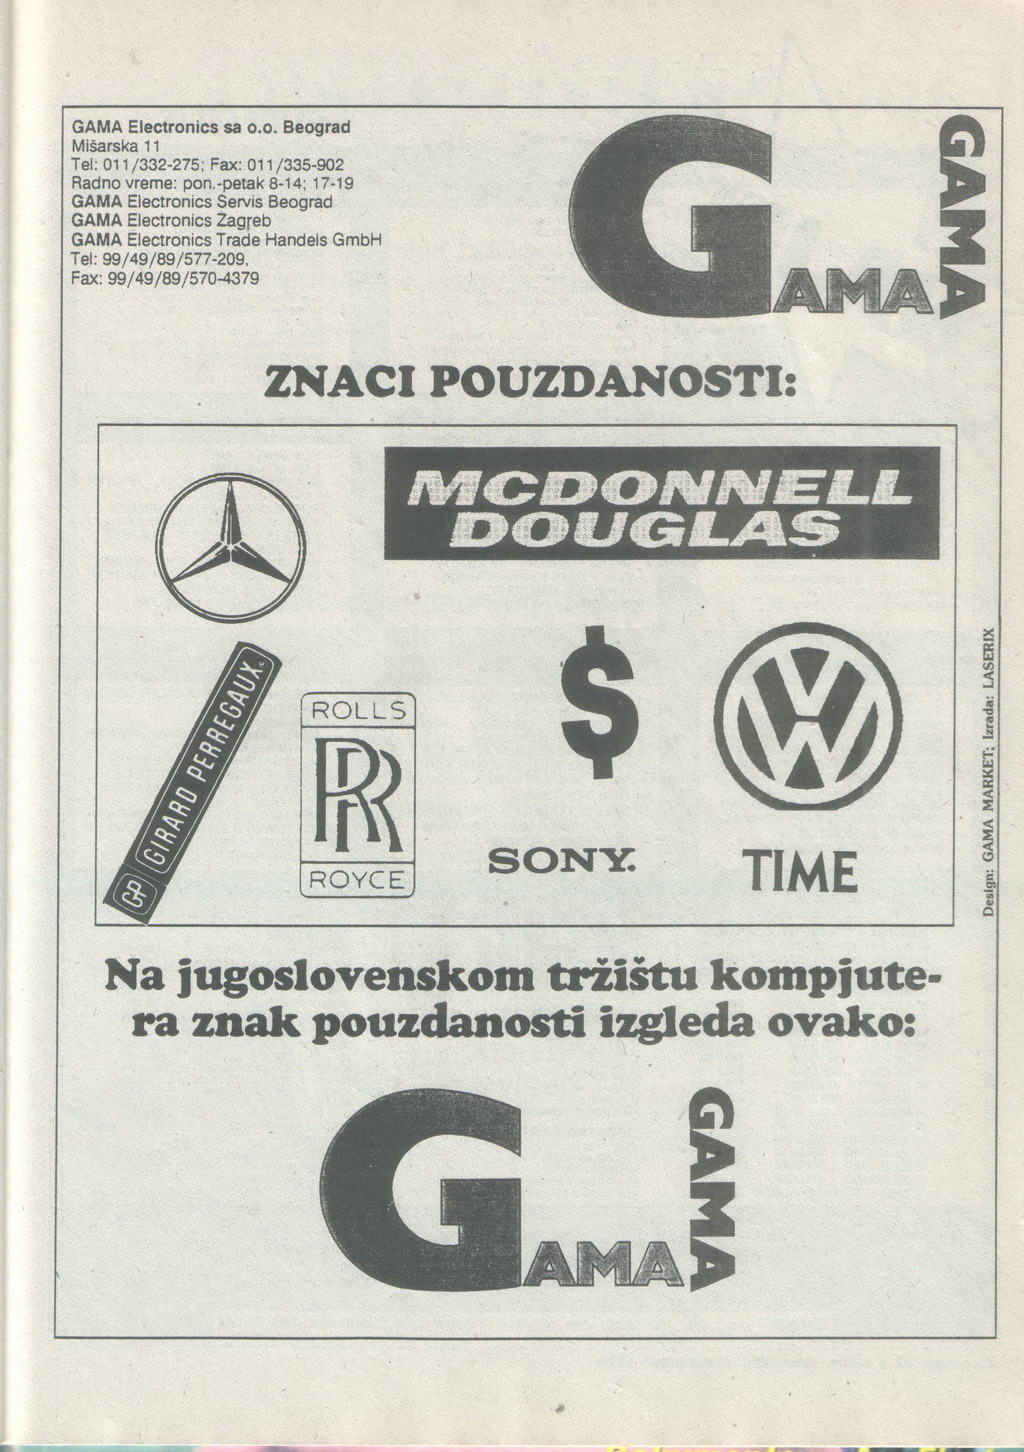 GAMA Electronics sa o.o. Beograd
Mišarska 11
Tel: 011/332-275; Fax: 011/335-902
Radno vreme: pon.-petak 8-14; 17-19
GAMA Electronics Servis Beograd
GAMA Electronics Zagreb
GAMA Electronics Trade Handels GmbH
Tel: 99/49/89/577-209,
Fax: 99/49/89/570-4379
GAMA
GAMA
ZNACI POUZDANOSTI:
MCDONNELL
DOUGLAS
GP GIRARD PERREGAUX
ROLLS
RR
ROYCE
$
VW
SONY.
TIME
Design: GAMA MARKET; Izrada: LASERIX
Na jugoslovenskom tržištu kompjute-
ra znak pouzdanosti izgleda ovako:
GAMA
GAMA